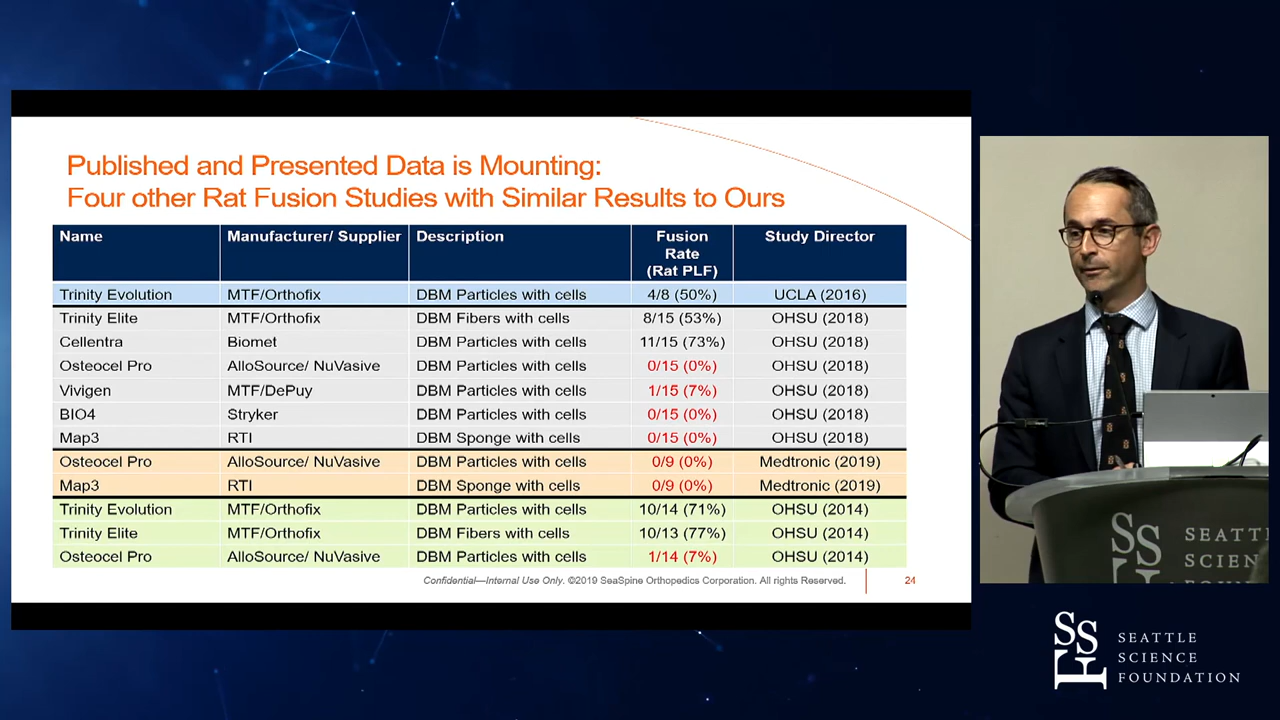 Published and Presented Data is Mounting:
Four other Rat Fusion Studies with Similar Results to Ours
Name Manufacturer/ Supplier Description Fusion Rate (Rat PLF) Study Director
Trinity Evolution MTF/Orthofix DBM Particles with cells 4/8 (50%) UCLA (2016)
Trinity Elite MTF/Orthofix DBM Fibers with cells 8/15 (53%) OHSU (2018)
Cellentra Biomet DBM Particles with cells 11/15 (73%) OHSU (2018)
Osteocel Pro AlloSource/ NuVasive DBM Particles with cells 0/15 (0%) OHSU (2018)
Vivigen MTF/DePuy DBM Particles with cells 1/15 (7%) OHSU (2018)
BIO4 Stryker DBM Particles with cells 0/15 (0%) OHSU (2018)
Map3 RTI DBM Sponge with cells 0/15 (0%) OHSU (2018)
Osteocel Pro AlloSource/ NuVasive DBM Particles with cells 0/9 (0%) Medtronic (2019)
Map3 RTI DBM Sponge with cells 0/9 (0%) Medtronic (2019)
Trinity Evolution MTF/Orthofix DBM Particles with cells 10/14 (71%) OHSU (2014)
Trinity Elite MTF/Orthofix DBM Fibers with cells 10/13 (77%) OHSU (2014)
Osteocel Pro AlloSource/ NuVasive DBM Particles with cells 1/14 (7%) OHSU (2014)
Confidential—Internal Use Only. ©2019 SeaSpine Orthopedics Corporation. All rights Reserved. 24
SSF
SEATTL
SCIEN
SSF
SEATTLE
SCIENCE
FOUNDATION